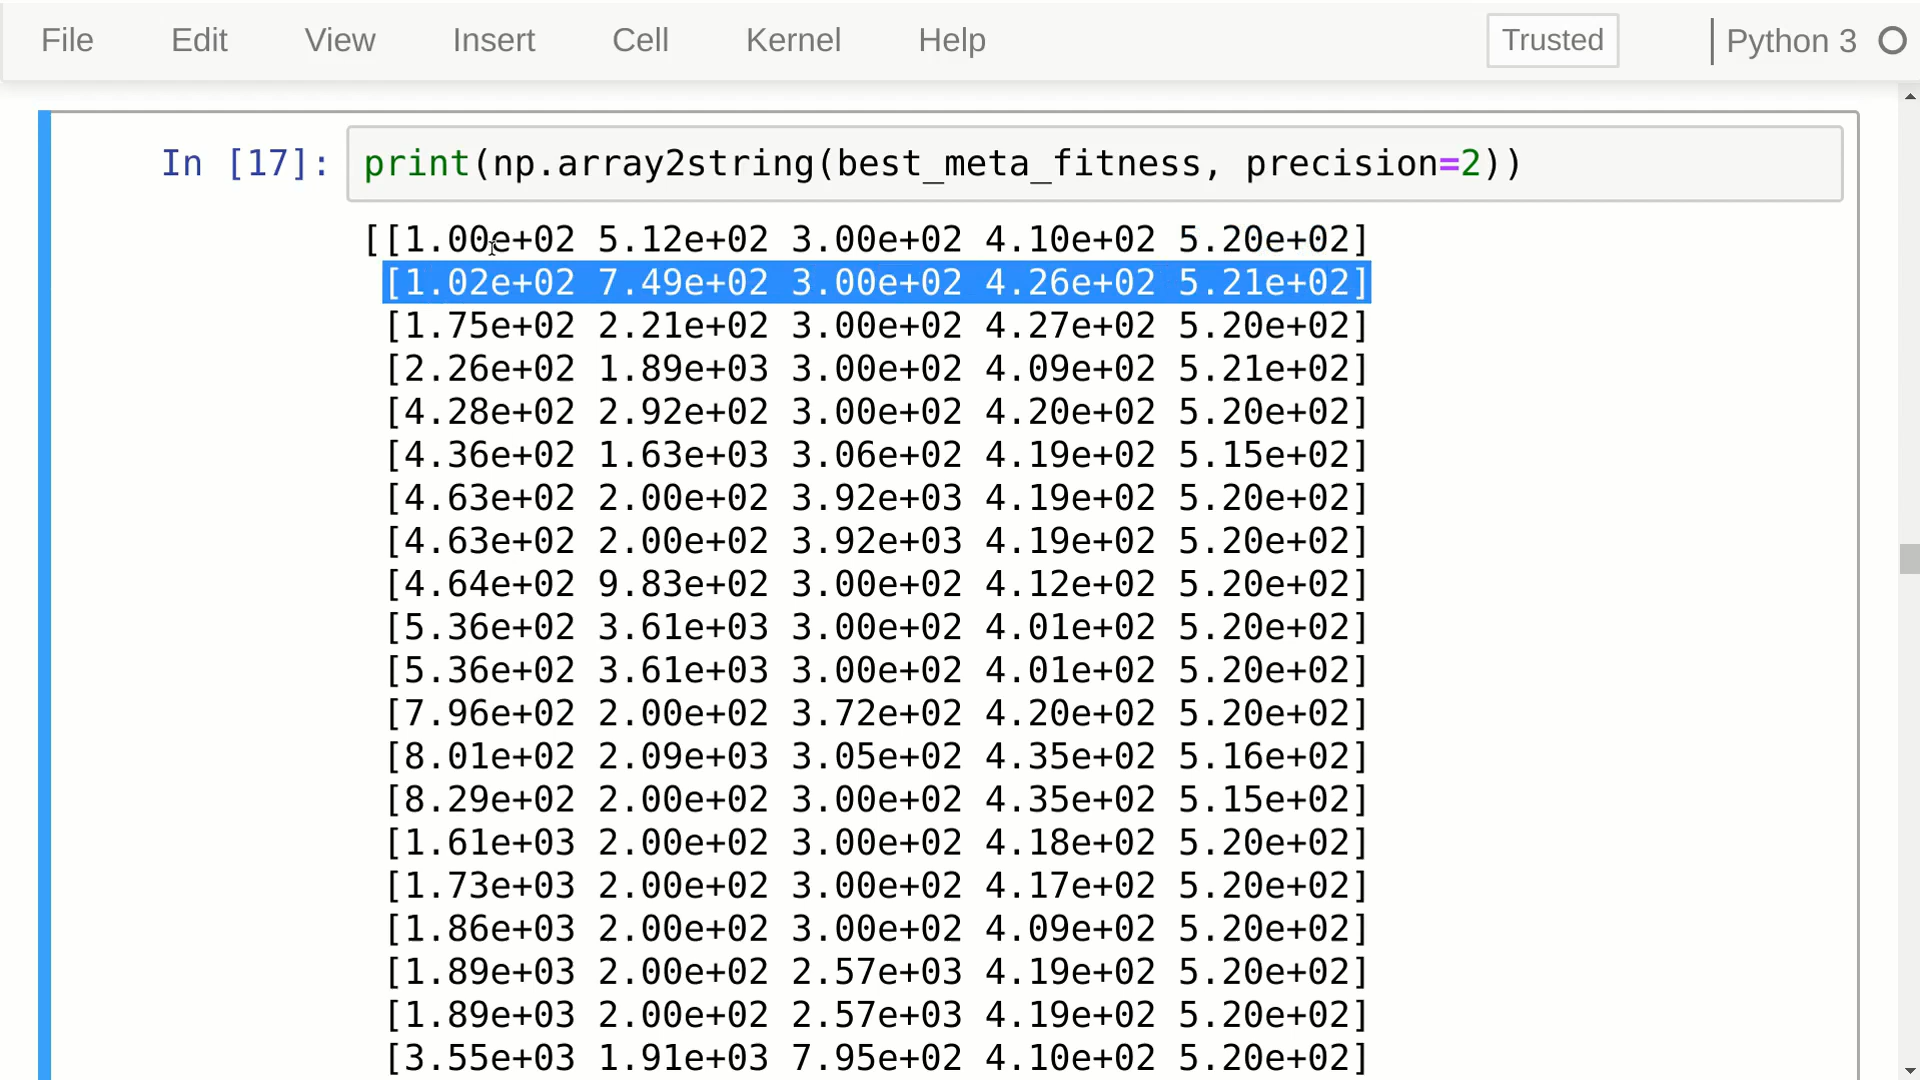 File Edit View Insert Cell Kernel Help Trusted Python 3
In [17]: print(np.array2string(best_meta_fitness, precision=2))
[[1.00e+02 5.12e+02 3.00e+02 4.10e+02 5.20e+02]
[1.02e+02 7.49e+02 3.00e+02 4.26e+02 5.21e+02]
[1.75e+02 2.21e+02 3.00e+02 4.27e+02 5.20e+02]
[2.26e+02 1.89e+03 3.00e+02 4.09e+02 5.21e+02]
[4.28e+02 2.92e+02 3.00e+02 4.20e+02 5.20e+02]
[4.36e+02 1.63e+03 3.06e+02 4.19e+02 5.15e+02]
[4.63e+02 2.00e+02 3.92e+03 4.19e+02 5.20e+02]
[4.63e+02 2.00e+02 3.92e+03 4.19e+02 5.20e+02]
[4.64e+02 9.83e+02 3.00e+02 4.12e+02 5.20e+02]
[5.36e+02 3.61e+03 3.00e+02 4.01e+02 5.20e+02]
[5.36e+02 3.61e+03 3.00e+02 4.01e+02 5.20e+02]
[7.96e+02 2.00e+02 3.72e+02 4.20e+02 5.20e+02]
[8.01e+02 2.09e+03 3.05e+02 4.35e+02 5.16e+02]
[8.29e+02 2.00e+02 3.00e+02 4.35e+02 5.15e+02]
[1.61e+03 2.00e+02 3.00e+02 4.18e+02 5.20e+02]
[1.73e+03 2.00e+02 3.00e+02 4.17e+02 5.20e+02]
[1.86e+03 2.00e+02 3.00e+02 4.09e+02 5.20e+02]
[1.89e+03 2.00e+02 2.57e+03 4.19e+02 5.20e+02]
[1.89e+03 2.00e+02 2.57e+03 4.19e+02 5.20e+02]
[3.55e+03 1.91e+03 7.95e+02 4.10e+02 5.20e+02]